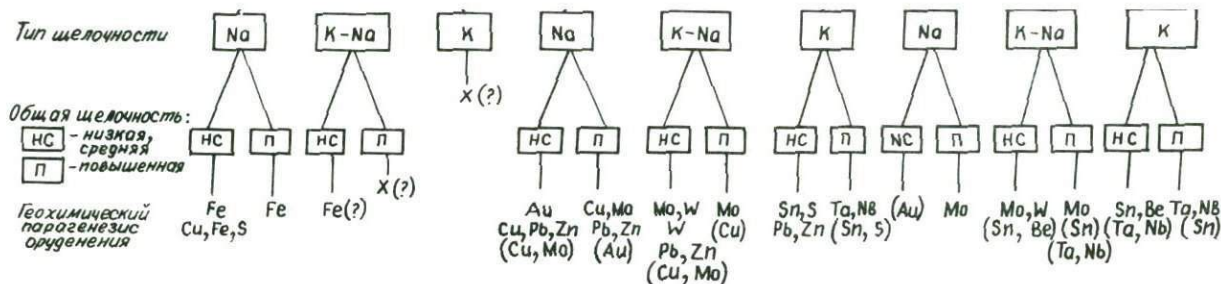 Тип щелочности
Na K-Na K Na K-Na K Na K-Na K
X(?)
Общая щелочность:
НС - низкая, средняя
П - повышенная
НС П НС П НС П НС П НС П NС П НС П НС П
X(?)
Геохимический парагенезис оруденения
Fe Fe Fe(?) Au Cu,Mo Mo,W Mo Sn,S Ta,NB (Au) Mo Mo,W Mo Sn,Be Ta,NB
Cu,Fe,S Cu,Pb,Zn Pb,Zn W (Cu) Pb,Zn (Sn,S) (Sn,Be) (Sn) (Ta,Nb) (Sn)
(Cu,Mo) (Au) Pb,Zn (Ta,Nb)
(Cu,Mo)